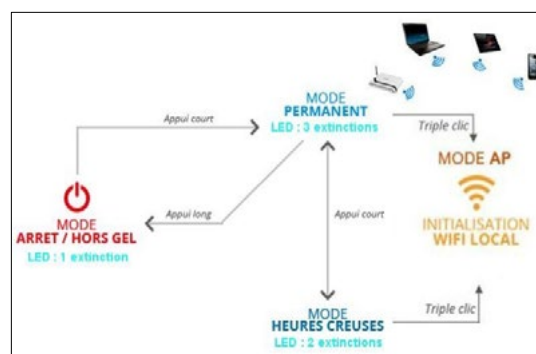 MODE
PERMANENT
LED : 3 extinctions
Appui court
Triple clic
MODE AP
INITIALISATION
WIFI LOCAL
Appui long
Appui court
MODE
ARRET / HORS GEL
LED : 1 extinction
MODE
HEURES CREUSES
LED : 2 extinctions
Triple clic